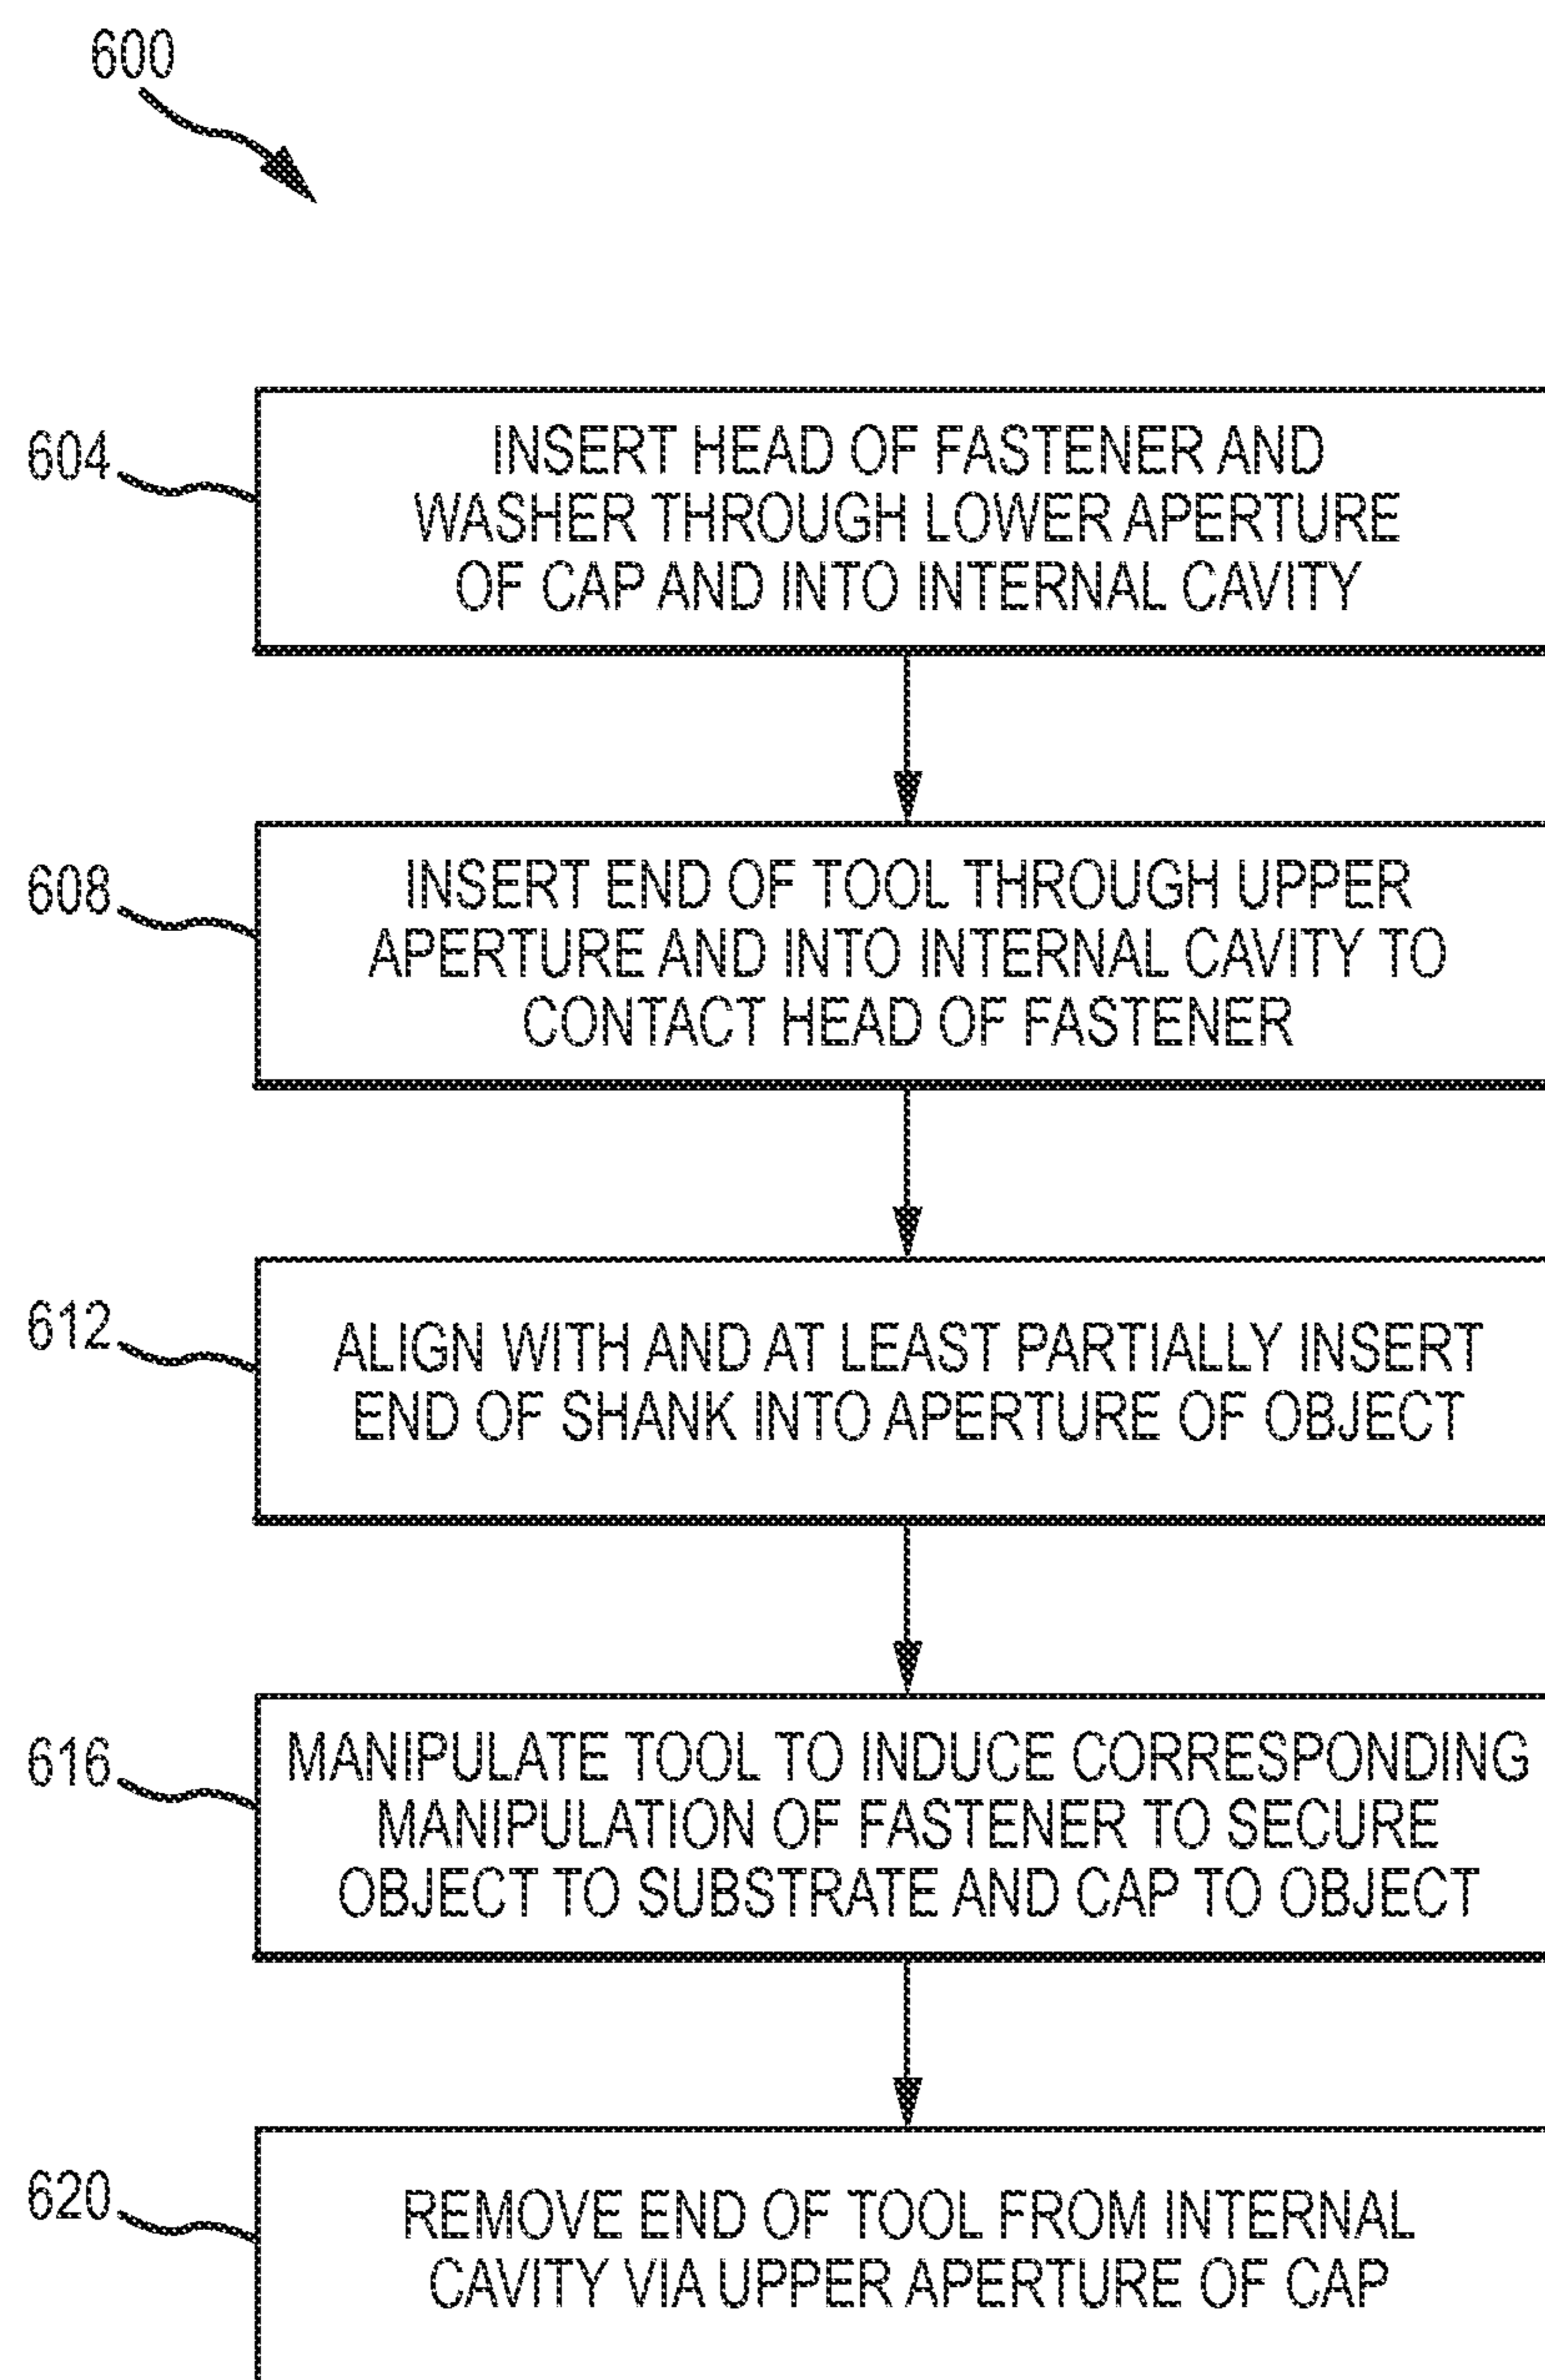 600
604
INSERT HEAD OF FASTENER AND
WASHER THROUGH LOWER APERTURE
OF CAP AND INTO INTERNAL CAVITY
608
INSERT END OF TOOL THROUGH UPPER
APERTURE AND INTO INTERNAL CAVITY TO
CONTACT HEAD OF FASTENER
612
ALIGN WITH AND AT LEAST PARTIALLY INSERT
END OF SHANK INTO APERTURE OF OBJECT
616
MANIPULATE TOOL TO INDUCE CORRESPONDING
MANIPULATION OF FASTENER TO SECURE
OBJECT TO SUBSTRATE AND CAP TO OBJECT
620
REMOVE END OF TOOL FROM INTERNAL
CAVITY VIA UPPER APERTURE OF CAP